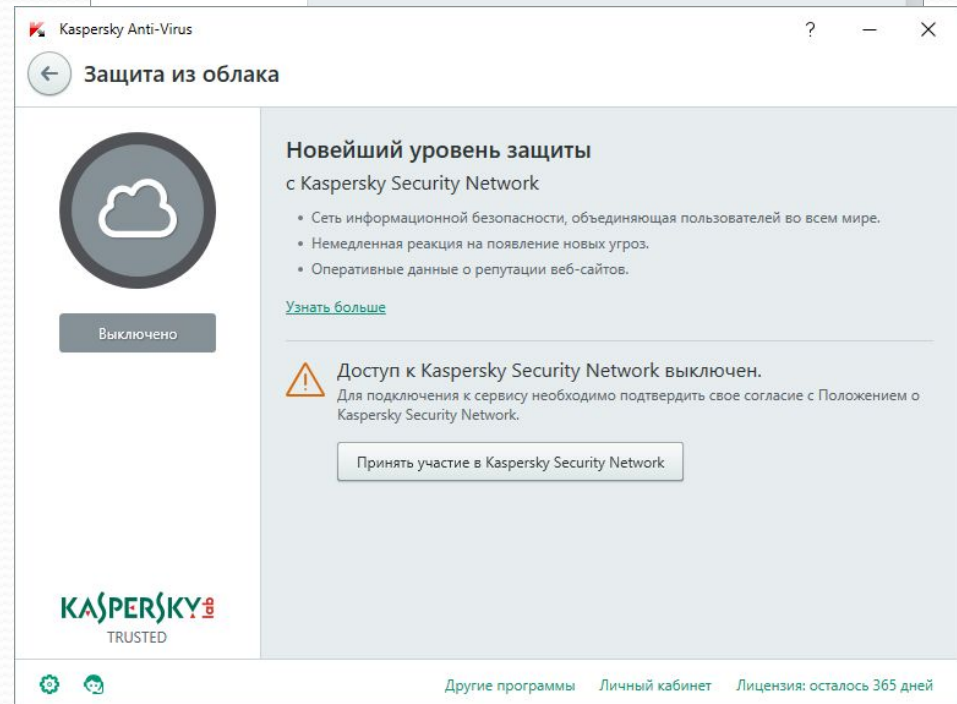 Kaspersky Anti-Virus
Защита из облака
Новейший уровень защиты
с Kaspersky Security Network
• Сеть информационной безопасности, объединяющая пользователей во всем мире.
• Немедленная реакция на появление новых угроз.
• Оперативные данные о репутации веб-сайтов.
Узнать больше
Выключено
Доступ к Kaspersky Security Network выключен.
Для подключения к сервису необходимо подтвердить свое согласие с Положением о
Kaspersky Security Network.
Принять участие в Kaspersky Security Network
KASPERSKY lab
TRUSTED
Другие программы Личный кабинет Лицензия: осталось 365 дней